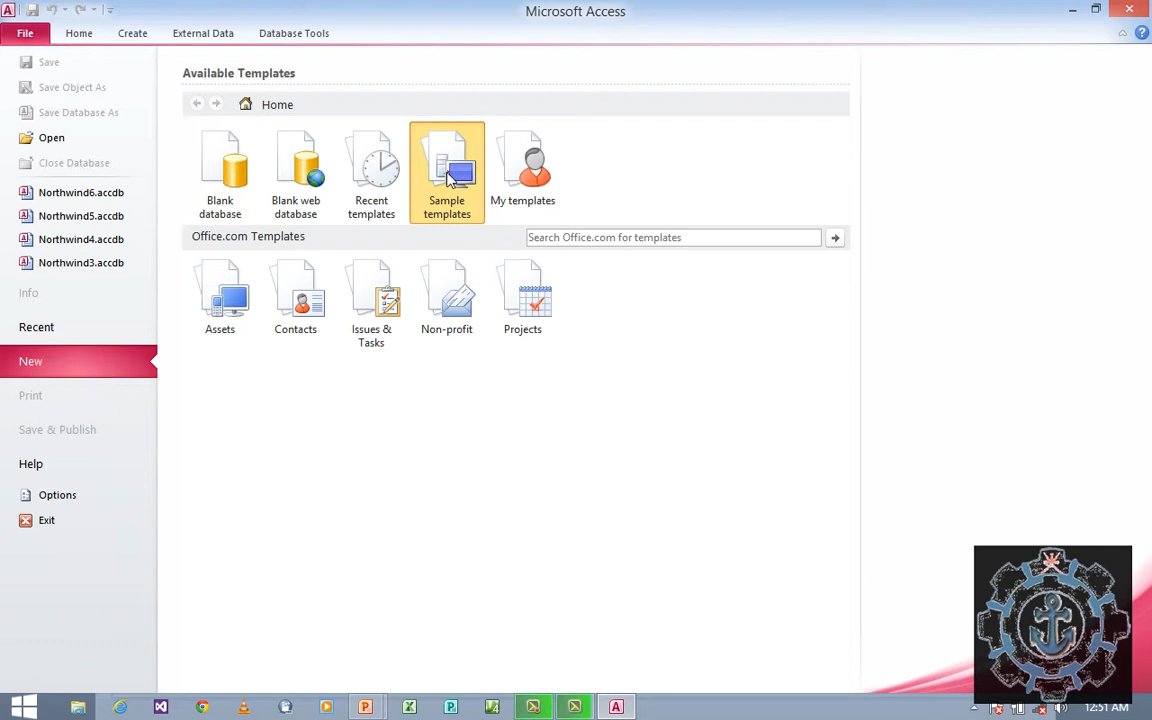 Microsoft Access
File Home Create External Data Database Tools
Save
Save Object As
Save Database As
Open
Close Database
Northwind6.accdb
Northwind5.accdb
Northwind4.accdb
Northwind3.accdb
Info
Recent
New
Print
Save & Publish
Help
Options
Exit
Available Templates
Home
Blank database
Blank web database
Recent templates
Sample templates
My templates
Office.com Templates
Search Office.com for templates
Assets
Contacts
Issues & Tasks
Non-profit
Projects
12:51 AM